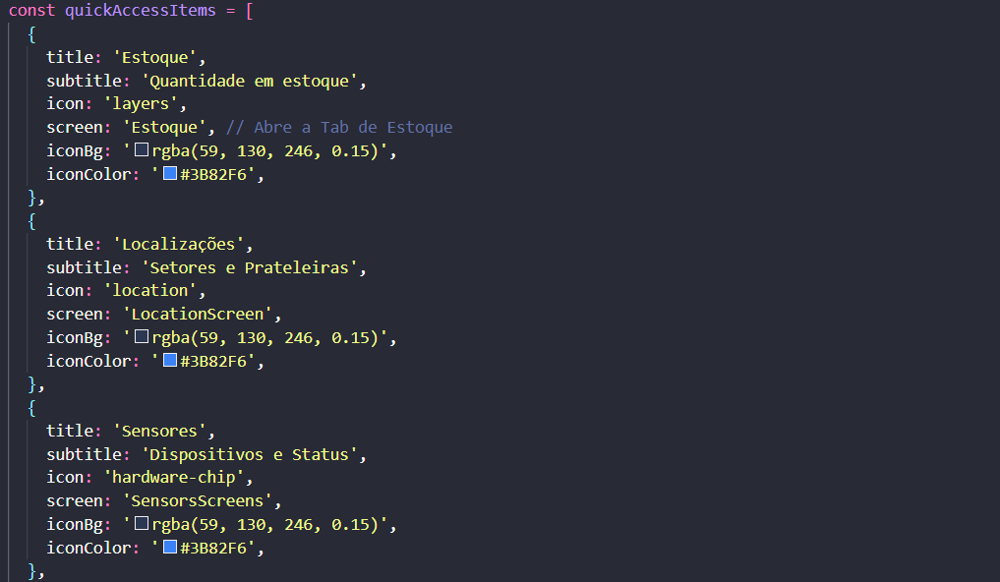 const quickAccessItems = [
  {
    title: 'Estoque',
    subtitle: 'Quantidade em estoque',
    icon: 'layers',
    screen: 'Estoque', // Abre a Tab de Estoque
    iconBg: 'rgba(59, 130, 246, 0.15)',
    iconColor: '#3B82F6',
  },
  {
    title: 'Localizações',
    subtitle: 'Setores e Prateleiras',
    icon: 'location',
    screen: 'LocationScreen',
    iconBg: 'rgba(59, 130, 246, 0.15)',
    iconColor: '#3B82F6',
  },
  {
    title: 'Sensores',
    subtitle: 'Dispositivos e Status',
    icon: 'hardware-chip',
    screen: 'SensorsScreens',
    iconBg: 'rgba(59, 130, 246, 0.15)',
    iconColor: '#3B82F6',
  },